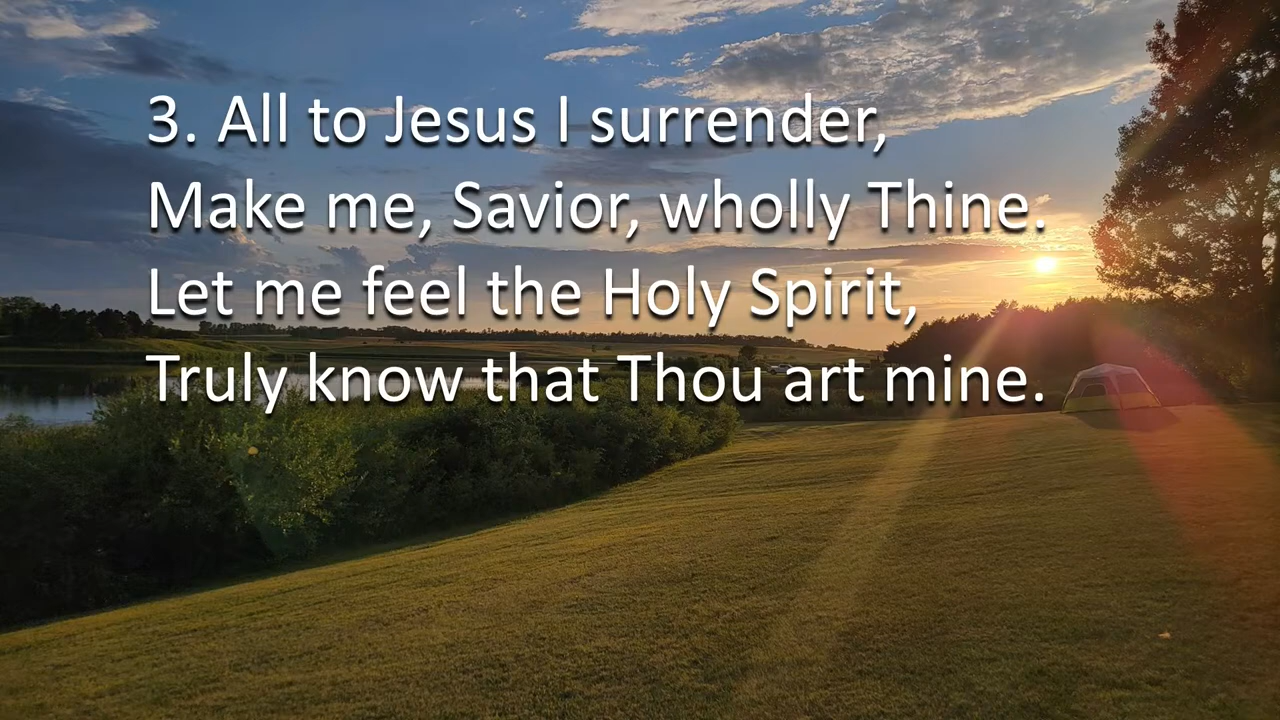 3. All to Jesus I surrender,
Make me, Savior, wholly Thine.
Let me feel the Holy Spirit,
Truly know that Thou art mine.